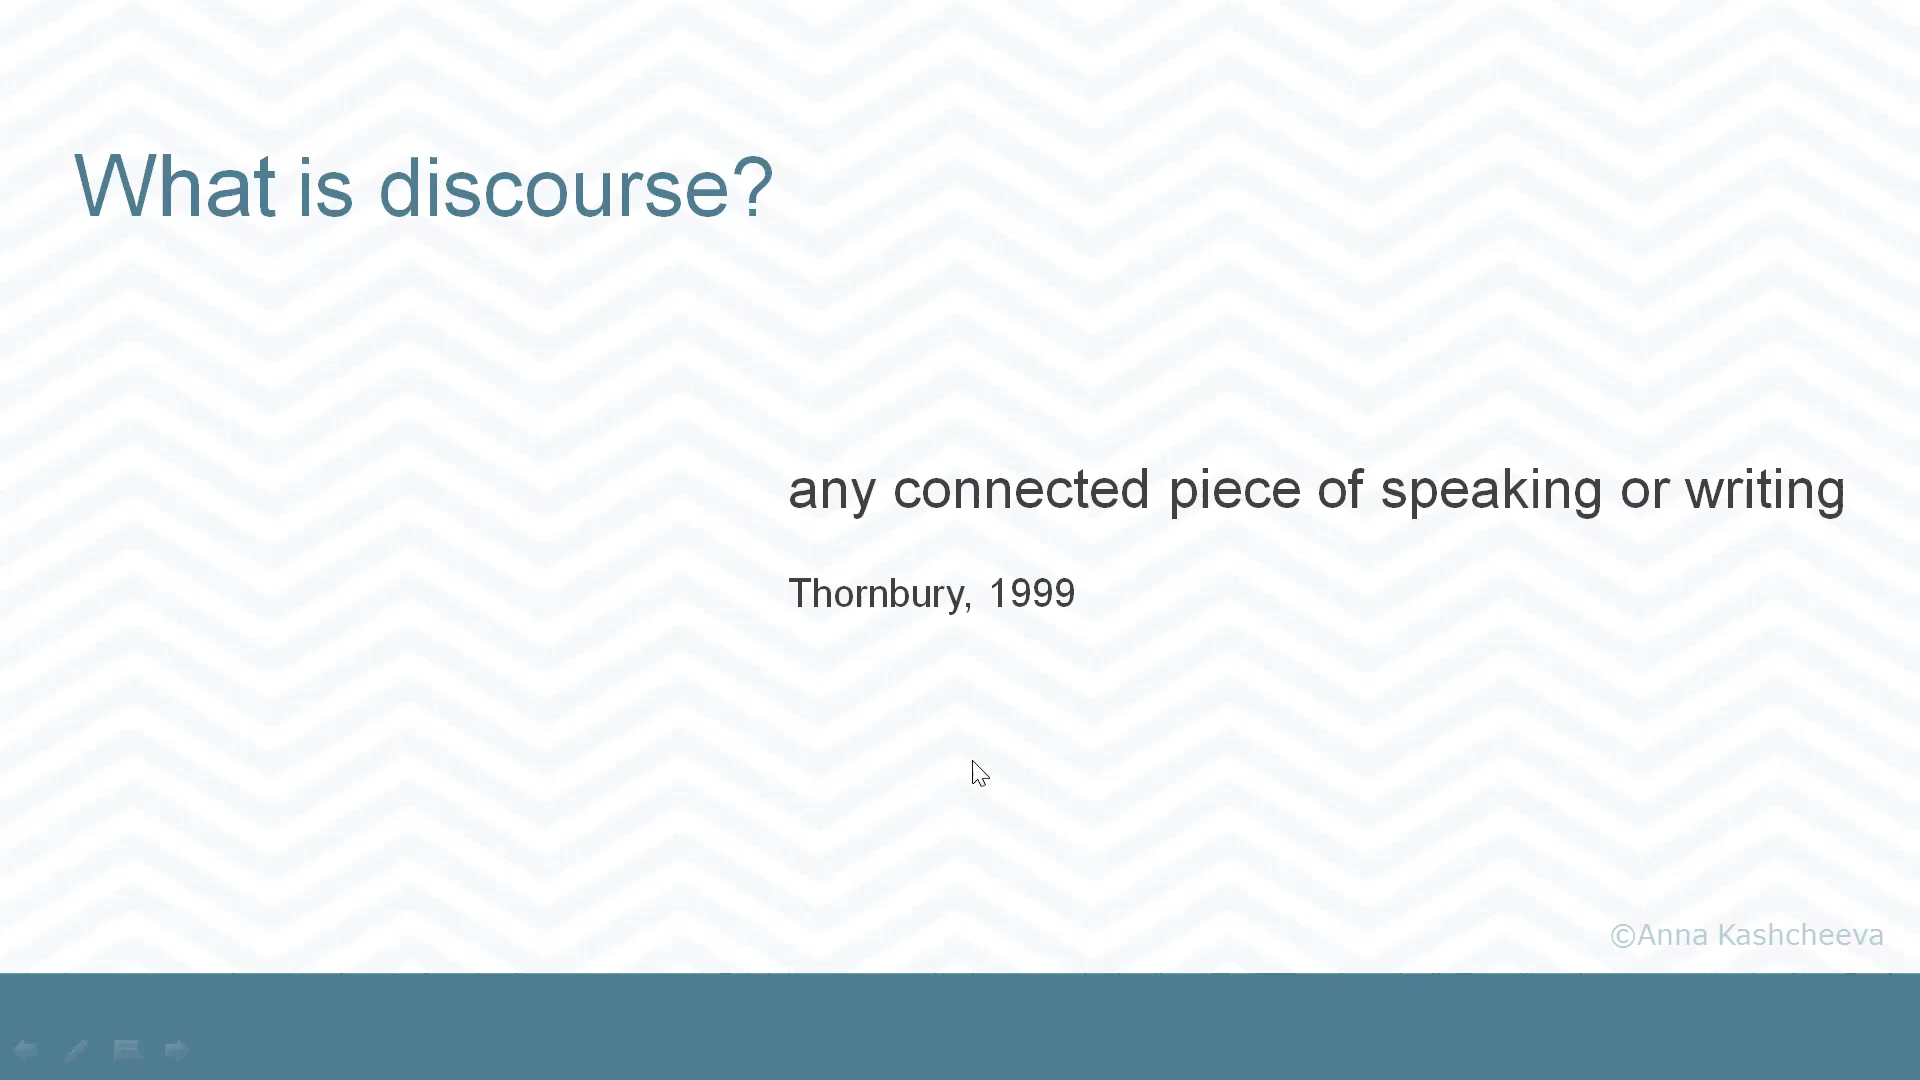 What is discourse?
any connected piece of speaking or writing
Thornbury, 1999
©Anna Kashcheeva